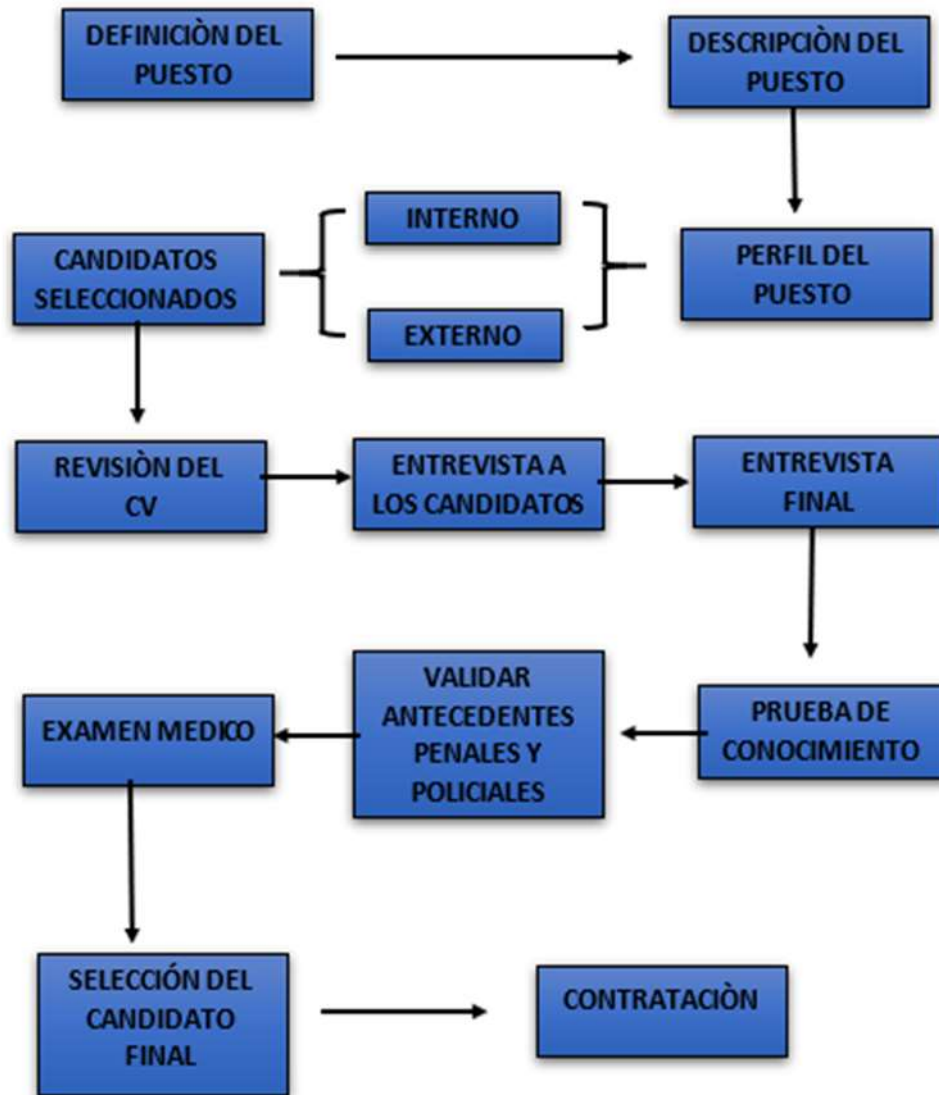 DEFINICIÒN DEL
PUESTO
DESCRIPCIÒN DEL
PUESTO
INTERNO
EXTERNO
PERFIL DEL
PUESTO
CANDIDATOS
SELECCIONADOS
REVISIÒN DEL
CV
ENTREVISTA A
LOS CANDIDATOS
ENTREVISTA
FINAL
PRUEBA DE
CONOCIMIENTO
VALIDAR
ANTECEDENTES
PENALES Y
POLICIALES
EXAMEN MEDICO
SELECCIÓN DEL
CANDIDATO
FINAL
CONTRATACIÒN